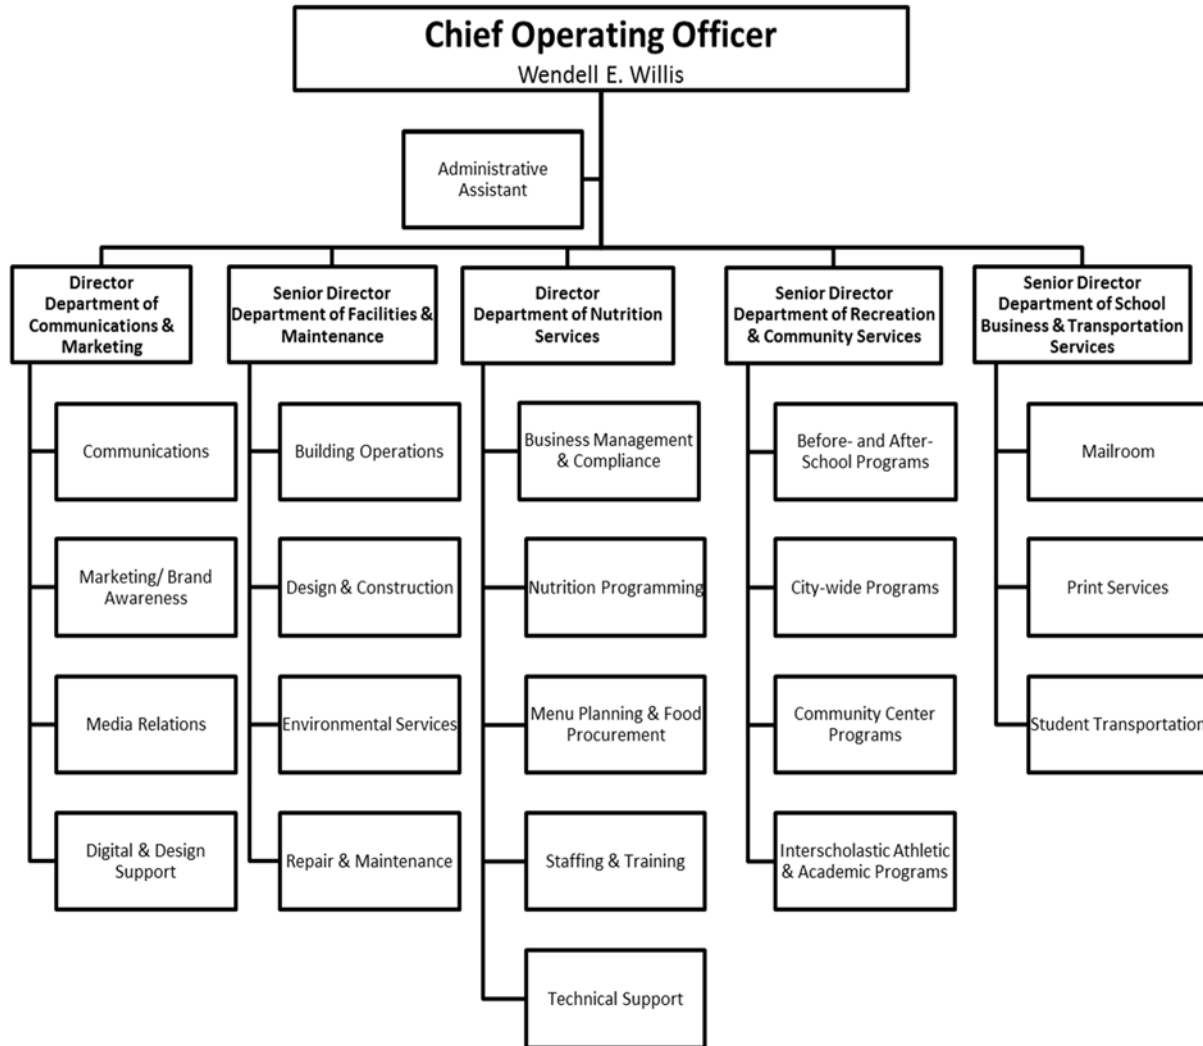 Chief Operating Officer
Wendell E. Willis
Administrative
Assistant
Director
Department of
Communications &
Marketing
Senior Director
Department of Facilities &
Maintenance
Director
Department of Nutrition
Services
Senior Director
Department of Recreation
& Community Services
Senior Director
Department of School
Business & Transportation
Services
Communications
Marketing/ Brand
Awareness
Media Relations
Digital & Design
Support
Building Operations
Design & Construction
Environmental Services
Repair & Maintenance
Business Management
& Compliance
Nutrition Programming
Menu Planning & Food
Procurement
Staffing & Training
Technical Support
Before- and After-
School Programs
City-wide Programs
Community Center
Programs
Interscholastic Athletic
& Academic Programs
Mailroom
Print Services
Student Transportation